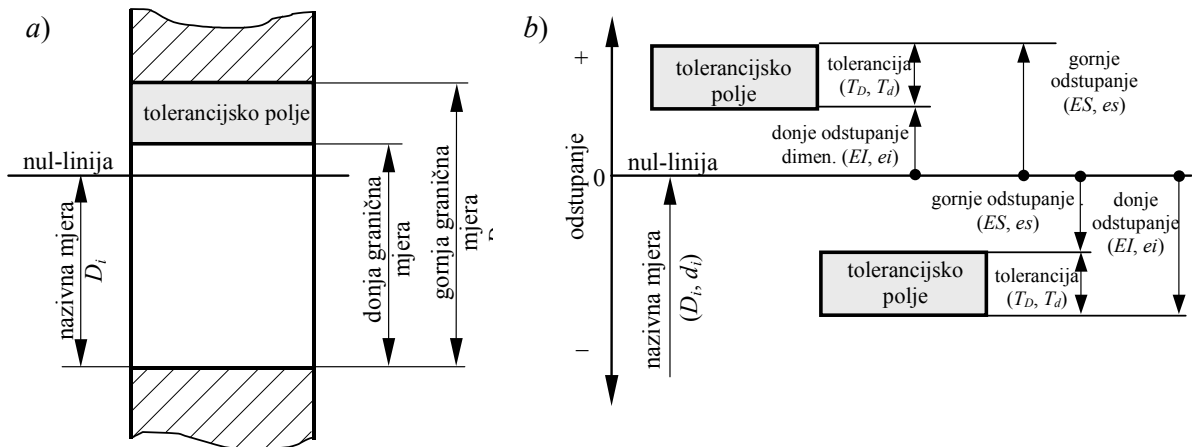 a)
tolerancijsko polje
nul-linija
nazivna mjera
D_i
donja granična
mjera
gornja granična
mjera
b)
+
odstupanje
0
−
tolerancijsko
polje
tolerancija
(T_D, T_d)
gornje
odstupanje
(ES, es)
donje odstupanje
dimen. (EI, ei)
nul-linija
nazivna mjera
(D_i, d_i)
gornje odstupanje .
(ES, es)
donje
odstupanje
(EI, ei)
tolerancijsko
polje
tolerancija
(T_D, T_d)